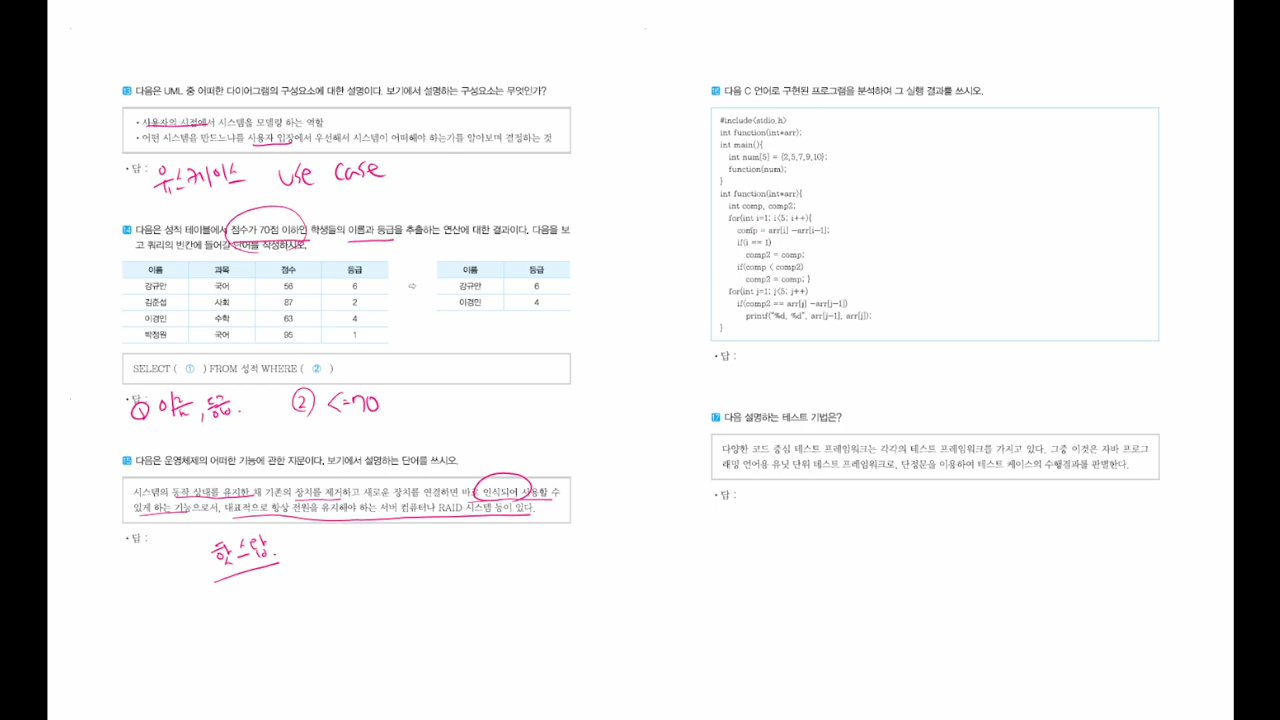 13 다음은 UML 중 어떠한 다이어그램의 구성요소에 대한 설명이다. 보기에서 설명하는 구성요소는 무엇인가?
• 사용자의 시점에서 시스템을 모델링 하는 역할
• 어떤 시스템을 만드느냐를 사용자 입장에서 우선해서 시스템이 어떠해야 하는가를 알아보며 결정하는 것
• 답 :
유스케이스 use case
14 다음은 성적 테이블에서 점수가 70점 이하인 학생들의 이름과 등급을 추출하는 연산에 대한 결과이다. 다음을 보
고 쿼리의 빈칸에 들어갈 단어를 작성하시오.
이름 과목 점수 등급
강규안 국어 56 6
김준섭 사회 87 2
이경민 수학 63 4
박정원 국어 95 1
⇨
이름 등급
강규안 6
이경민 4
SELECT ( ① ) FROM 성적 WHERE ( ② )
• 답 :
① 이름, 등급. ② <=70
15 다음은 운영체제의 어떠한 기능에 관한 지문이다. 보기에서 설명하는 단어를 쓰시오.
시스템의 동작 상태를 유지한 채 기존의 장치를 제거하고 새로운 장치를 연결하면 바로 인식되어 사용할 수
있게 하는 기능으로서, 대표적으로 항상 전원을 유지해야 하는 서버 컴퓨터나 RAID 시스템 등이 있다.
• 답 :
핫스왑.
16 다음 C 언어로 구현된 프로그램을 분석하여 그 실행 결과를 쓰시오.
#include<stdio.h>
int function(int*arr);
int main(){
int num[5] = {2,5,7,9,10};
function(num);
}
int function(int*arr){
int comp, comp2;
for(int i=1; i<5; i++){
comp = arr[i] -arr[i-1];
if(i == 1)
comp2 = comp;
if(comp < comp2)
comp2 = comp; }
for(int j=1; j<5; j++)
if(comp2 == arr[j] -arr[j-1])
printf("%d, %d", arr[j-1], arr[j]);
}
• 답 :
17 다음 설명하는 테스트 기법은?
다양한 코드 중심 테스트 프레임워크는 각각의 테스트 프레임워크를 가지고 있다. 그중 이것은 자바 프로그
래밍 언어용 유닛 단위 테스트 프레임워크로, 단정문을 이용하여 테스트 케이스의 수행결과를 판별한다.
• 답 :